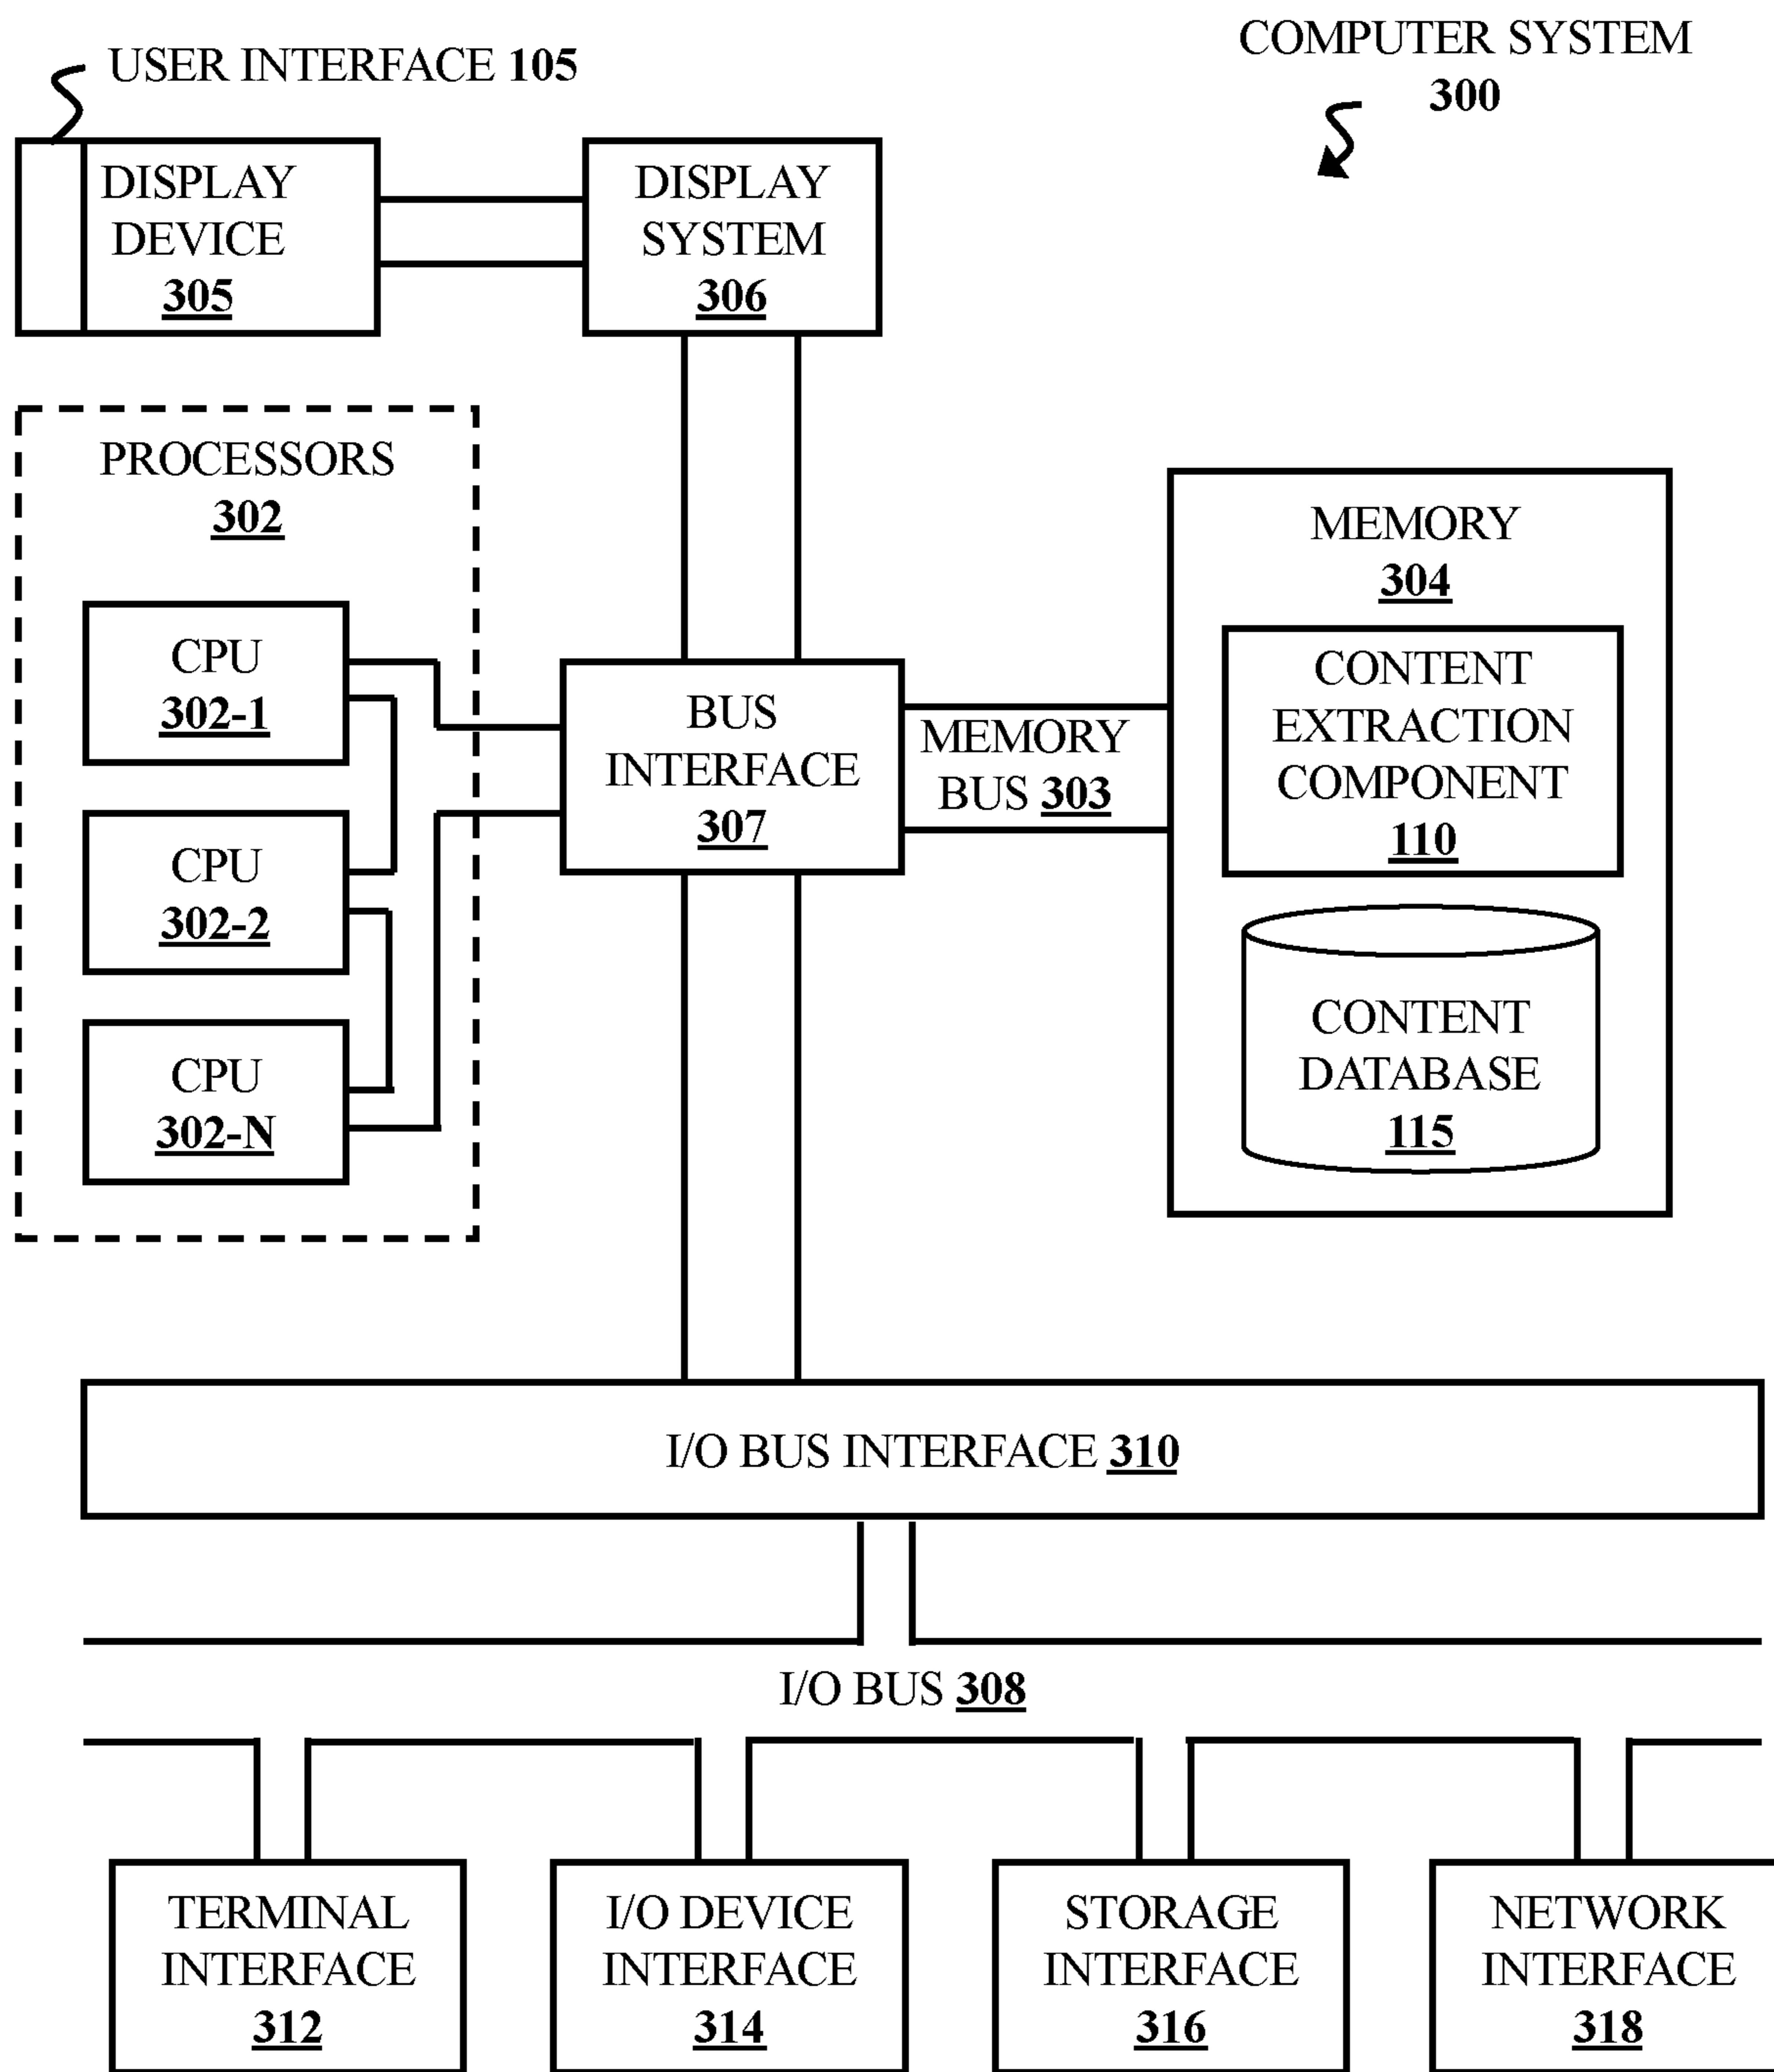 USER INTERFACE 105
COMPUTER SYSTEM
300
DISPLAY
DEVICE
305
DISPLAY
SYSTEM
306
PROCESSORS
302
CPU
302-1
CPU
302-2
CPU
302-N
BUS
INTERFACE
307
MEMORY
BUS 303
MEMORY
304
CONTENT
EXTRACTION
COMPONENT
110
CONTENT
DATABASE
115
I/O BUS INTERFACE 310
I/O BUS 308
TERMINAL
INTERFACE
312
I/O DEVICE
INTERFACE
314
STORAGE
INTERFACE
316
NETWORK
INTERFACE
318